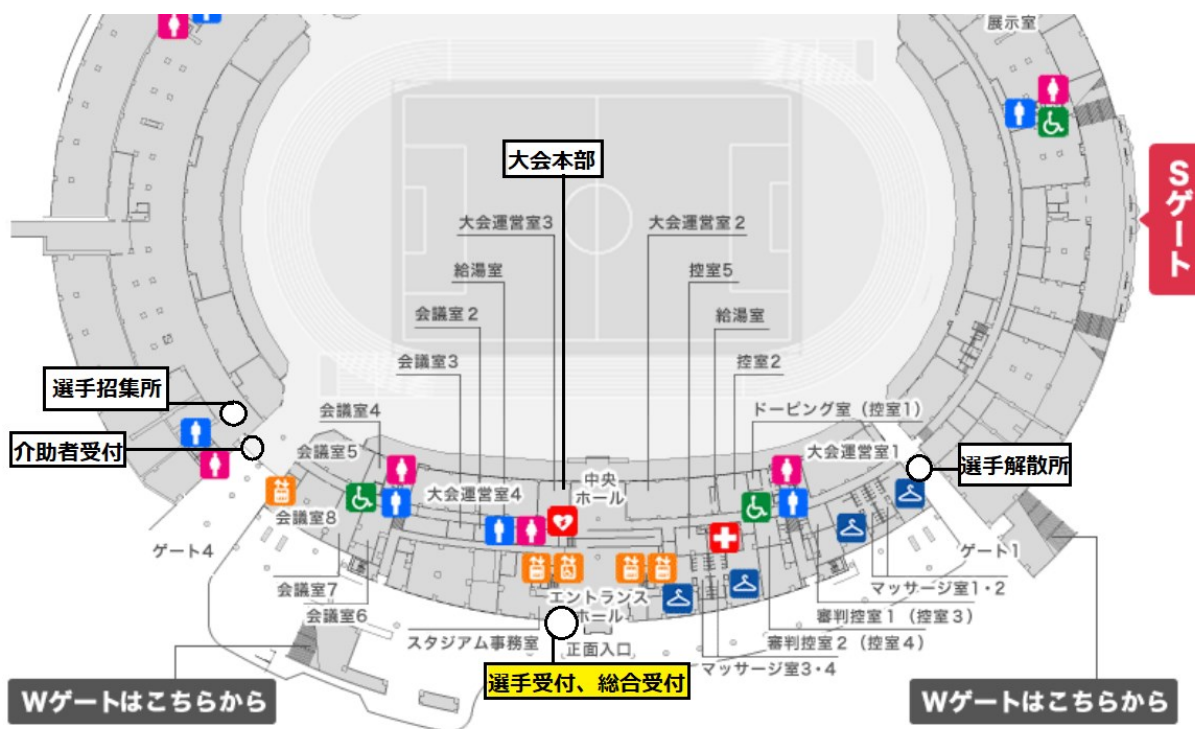 展示室
Sゲート
大会本部
大会運営室3
大会運営室2
給湯室
控室5
会議室2
給湯室
会議室3
控室2
選手招集所
会議室4
ドーピング室（控室1）
介助者受付
会議室5
大会運営室1
選手解散所
中央
ホール
大会運営室4
会議室8
ゲート4
ゲート1
会議室7
マッサージ室1・2
エントランス
ホール
会議室6
審判控室1（控室3）
スタジアム事務室
正面入口
審判控室2（控室4）
マッサージ室3・4
選手受付、総合受付
Wゲートはこちらから
Wゲートはこちらから